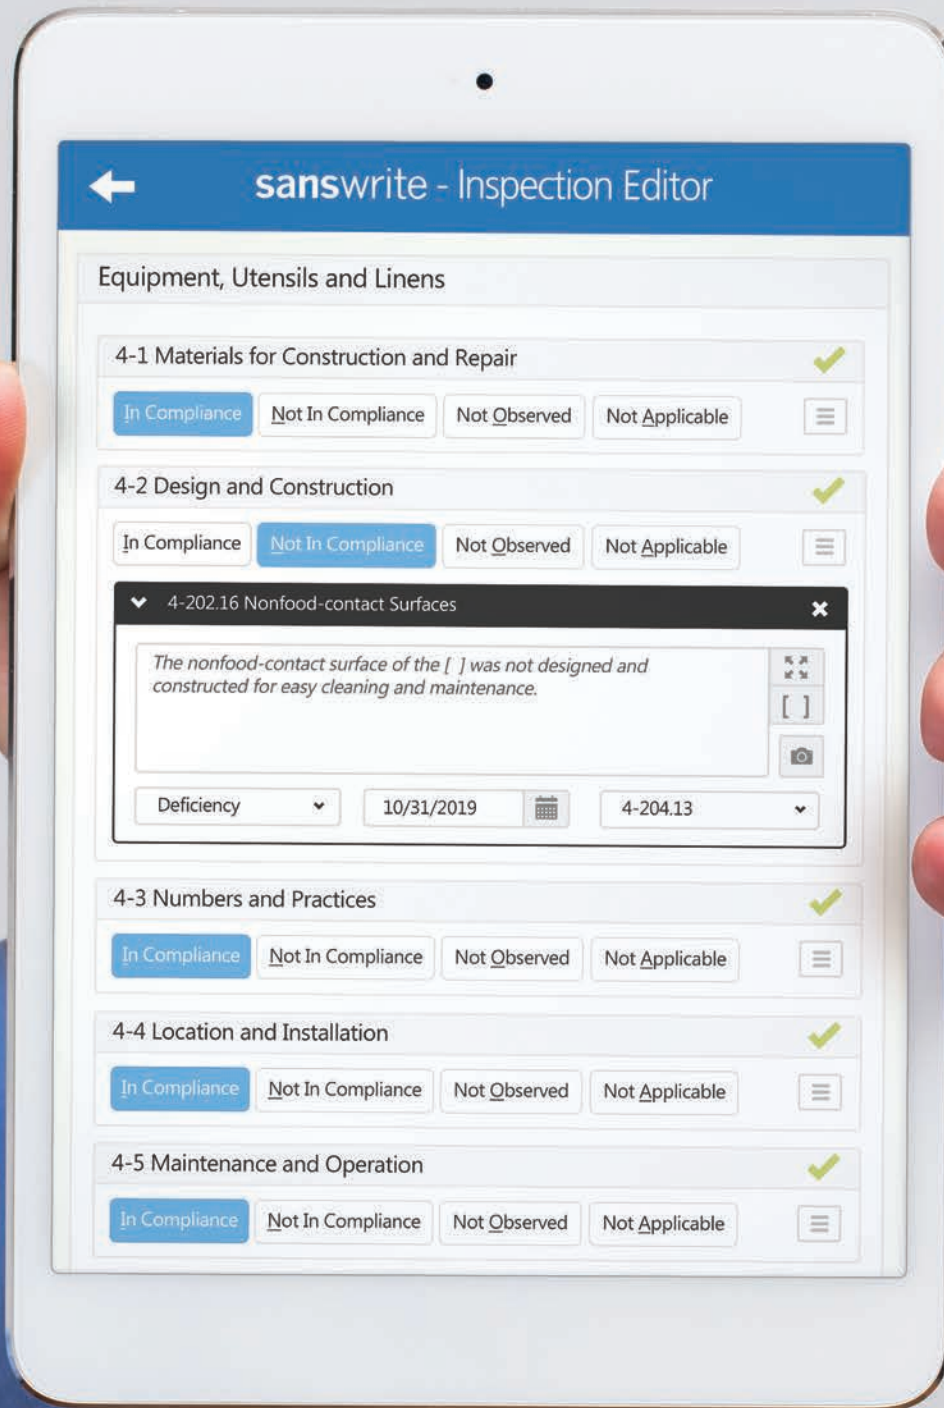 sanswrite - Inspection Editor
Equipment, Utensils and Linens
4-1 Materials for Construction and Repair
In Compliance Not In Compliance Not Observed Not Applicable
4-2 Design and Construction
In Compliance Not In Compliance Not Observed Not Applicable
4-202.16 Nonfood-contact Surfaces
The nonfood-contact surface of the [ ] was not designed and
constructed for easy cleaning and maintenance.
[ ]
Deficiency 10/31/2019 4-204.13
4-3 Numbers and Practices
In Compliance Not In Compliance Not Observed Not Applicable
4-4 Location and Installation
In Compliance Not In Compliance Not Observed Not Applicable
4-5 Maintenance and Operation
In Compliance Not In Compliance Not Observed Not Applicable